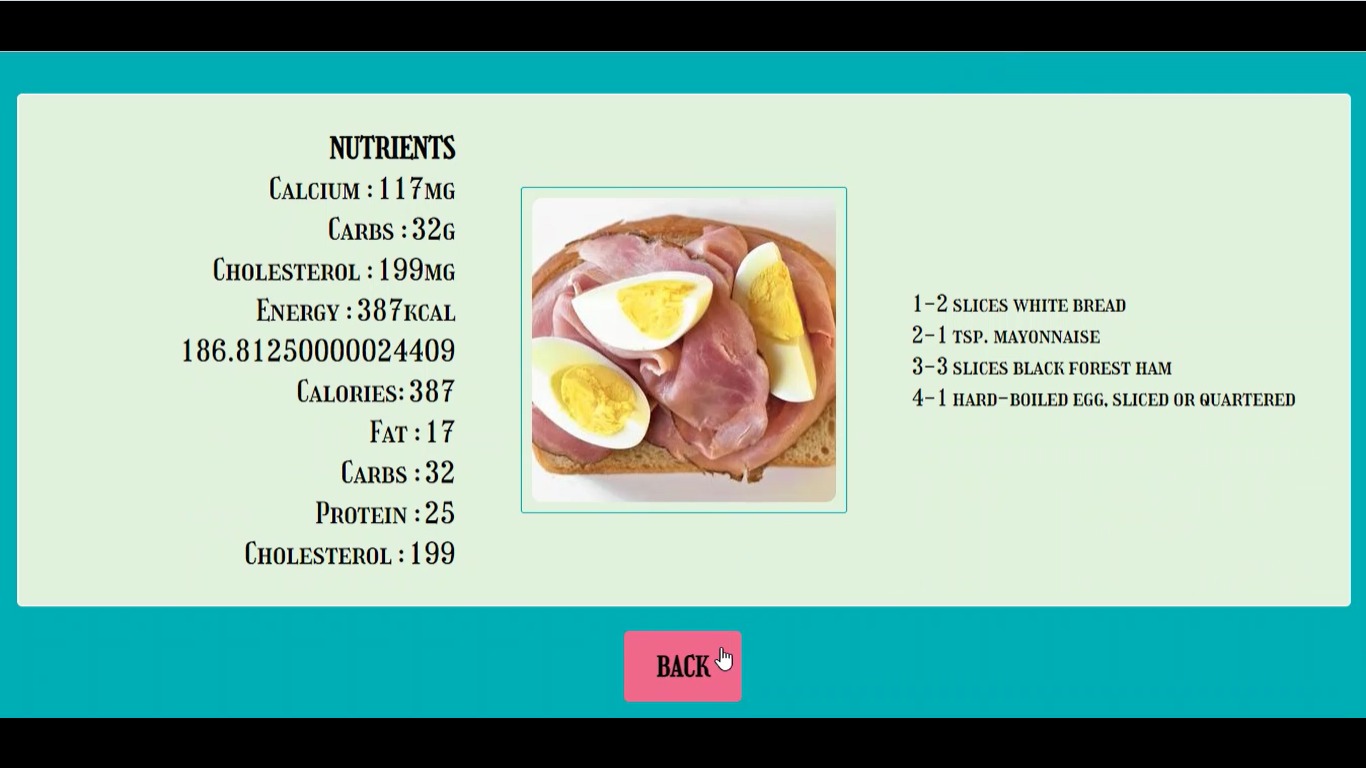 NUTRIENTS
CALCIUM : 117MG
CARBS : 32G
CHOLESTEROL : 199MG
ENERGY : 387KCAL
186.81250000024409
CALORIES: 387
FAT : 17
CARBS : 32
PROTEIN : 25
CHOLESTEROL : 199
1-2 SLICES WHITE BREAD
2-1 TSP. MAYONNAISE
3-3 SLICES BLACK FOREST HAM
4-1 HARD-BOILED EGG, SLICED OR QUARTERED
BACK